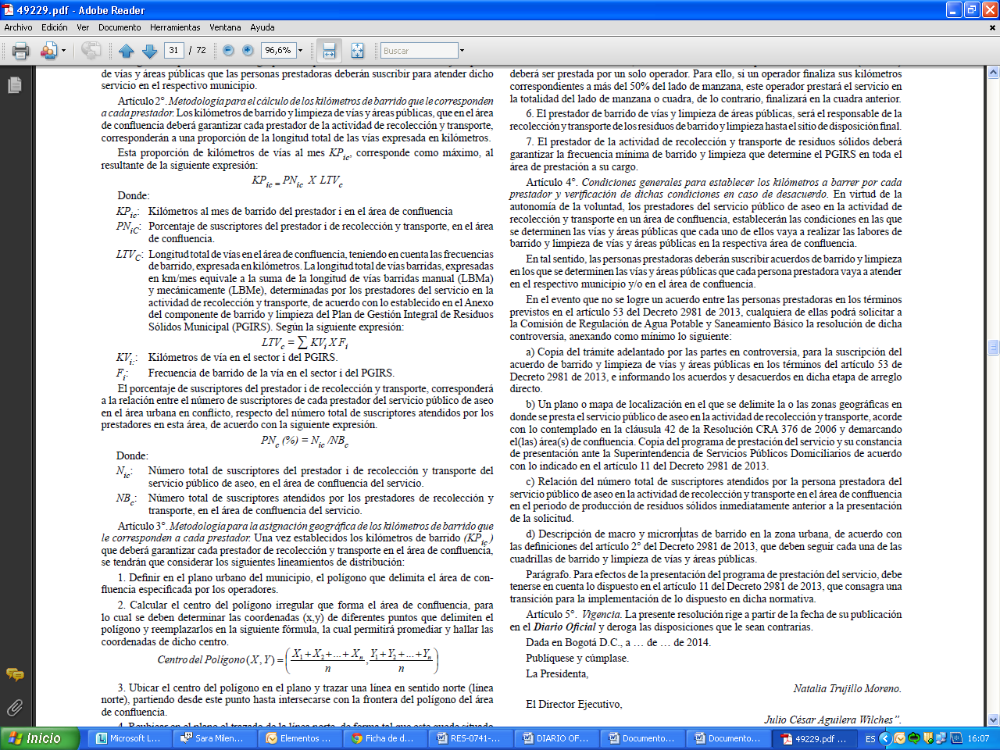 49229.pdf - Adobe Reader
Archivo Edición Ver Documento Herramientas Ventana Ayuda
31 / 72 96,6% Buscar
de vías y áreas públicas que las personas prestadoras deberán suscribir para atender dicho
servicio en el respectivo municipio.
Artículo 2°. Metodología para el cálculo de los kilómetros de barrido que le corresponden
a cada prestador. Los kilómetros de barrido y limpieza de vías y áreas públicas, que en el área
de confluencia deberá garantizar cada prestador de la actividad de recolección y transporte,
corresponderán a una proporción de la longitud total de las vías expresada en kilómetros.
Esta proporción de kilómetros de vías al mes KPic, corresponde como máximo, al
resultante de la siguiente expresión:
KPic = PNic X LTVc
Donde:
KPic: Kilómetros al mes de barrido del prestador i en el área de confluencia
PNiC: Porcentaje de suscriptores del prestador i de recolección y transporte, en el área
de confluencia.
LTVC: Longitud total de vías en el área de confluencia, teniendo en cuenta las frecuencias
de barrido, expresada en kilómetros. La longitud total de vías barridas, expresadas
en km/mes equivale a la suma de la longitud de vías barridas manual (LBMa)
y mecánicamente (LBMe), determinadas por los prestadores del servicio en la
actividad de recolección y transporte, de acuerdo con lo establecido en el Anexo
del componente de barrido y limpieza del Plan de Gestión Integral de Residuos
Sólidos Municipal (PGIRS). Según la siguiente expresión:
LTVc = ∑ KVi X Fi
KVi: Kilómetros de vía en el sector i del PGIRS.
Fi: Frecuencia de barrido de la vía en el sector i del PGIRS.
El porcentaje de suscriptores del prestador i de recolección y transporte, corresponderá
a la relación entre el número de suscriptores de cada prestador del servicio público de aseo
en el área urbana en conflicto, respecto del número total de suscriptores atendidos por los
prestadores en esta área, de acuerdo con la siguiente expresión.
PNc (%) = Nic /NBc
Donde:
Nic: Número total de suscriptores del prestador i de recolección y transporte del
servicio público de aseo, en el área de confluencia del servicio.
NBc: Número total de suscriptores atendidos por los prestadores de recolección y
transporte, en el área de confluencia del servicio.
Artículo 3°. Metodología para la asignación geográfica de los kilómetros de barrido que
le corresponden a cada prestador. Una vez establecidos los kilómetros de barrido (KPic )
que deberá garantizar cada prestador de recolección y transporte en el área de confluencia,
se tendrán que considerar los siguientes lineamientos de distribución:
1. Definir en el plano urbano del municipio, el polígono que delimita el área de con-
fluencia especificada por los operadores.
2. Calcular el centro del polígono irregular que forma el área de confluencia, para
lo cual se deben determinar las coordenadas (x,y) de diferentes puntos que delimiten el
polígono y reemplazarlos en la siguiente fórmula, la cual permitirá promediar y hallar las
coordenadas de dicho centro.
Centro del Polígono (X, Y) = (X1 + X2 + ... + Xn / n , Y1 + Y2 + ... + Yn / n)
3. Ubicar el centro del polígono en el plano y trazar una línea en sentido norte (línea
norte), partiendo desde este punto hasta intersecarse con la frontera del polígono del área
de confluencia.
4. Reubicar en el plano el trazado de la línea norte, de forma tal que este quede situado
deberá ser prestada por un solo operador. Para ello, si un operador finaliza sus kilómetros
correspondientes a más del 50% del lado de manzana, este operador prestará el servicio en
la totalidad del lado de manzana o cuadra, de lo contrario, finalizará en la cuadra anterior.
6. El prestador de barrido de vías y limpieza de áreas públicas, será el responsable de la
recolección y transporte de los residuos de barrido y limpieza hasta el sitio de disposición final.
7. El prestador de la actividad de recolección y transporte de residuos sólidos deberá
garantizar la frecuencia mínima de barrido y limpieza que determine el PGIRS en toda el
área de prestación a su cargo.
Artículo 4°. Condiciones generales para establecer los kilómetros a barrer por cada
prestador y verificación de dichas condiciones en caso de desacuerdo. En virtud de la
autonomía de la voluntad, los prestadores del servicio público de aseo en la actividad de
recolección y transporte en un área de confluencia, establecerán las condiciones en las que
se determinen las vías y áreas públicas que cada uno de ellos vaya a realizar las labores de
barrido y limpieza de vías y áreas públicas en la respectiva área de confluencia.
En tal sentido, las personas prestadoras deberán suscribir acuerdos de barrido y limpieza
en los que se determinen las vías y áreas públicas que cada persona prestadora vaya a atender
en el respectivo municipio y/o en el área de confluencia.
En el evento que no se logre un acuerdo entre las personas prestadoras en los términos
previstos en el artículo 53 del Decreto 2981 de 2013, cualquiera de ellas podrá solicitar a
la Comisión de Regulación de Agua Potable y Saneamiento Básico la resolución de dicha
controversia, anexando como mínimo lo siguiente:
a) Copia del trámite adelantado por las partes en controversia, para la suscripción del
acuerdo de barrido y limpieza de vías y áreas públicas en los términos del artículo 53 de
Decreto 2981 de 2013, e informando los acuerdos y desacuerdos en dicha etapa de arreglo
directo.
b) Un plano o mapa de localización en el que se delimite la o las zonas geográficas en
donde se presta el servicio público de aseo en la actividad de recolección y transporte, acorde
con lo contemplado en la cláusula 42 de la Resolución CRA 376 de 2006 y demarcando
el(las) área(s) de confluencia. Copia del programa de prestación del servicio y su constancia
de presentación ante la Superintendencia de Servicios Públicos Domiciliarios de acuerdo
con lo indicado en el artículo 11 del Decreto 2981 de 2013.
c) Relación del número total de suscriptores atendidos por la persona prestadora del
servicio público de aseo en la actividad de recolección y transporte en el área de confluencia
en el periodo de producción de residuos sólidos inmediatamente anterior a la presentación
de la solicitud.
d) Descripción de macro y microrrutas de barrido en la zona urbana, de acuerdo con
las definiciones del artículo 2° del Decreto 2981 de 2013, que deben seguir cada una de las
cuadrillas de barrido y limpieza de vías y áreas públicas.
Parágrafo. Para efectos de la presentación del programa de prestación del servicio, debe
tenerse en cuenta lo dispuesto en el artículo 11 del Decreto 2981 de 2013, que consagra una
transición para la implementación de lo dispuesto en dicha normativa.
Artículo 5°. Vigencia. La presente resolución rige a partir de la fecha de su publicación
en el Diario Oficial y deroga las disposiciones que le sean contrarias.
Dada en Bogotá D.C., a … de … de 2014.
Publíquese y cúmplase.
La Presidenta,
Natalia Trujillo Moreno.
El Director Ejecutivo,
Julio César Aguilera Wilches”.
Inicio Microsoft L... Sara Milen... Elementos ... Ficha de d... RES-0741-... DIARIO OF... Documento... Documento... 49229.pdf ... ES 16:07